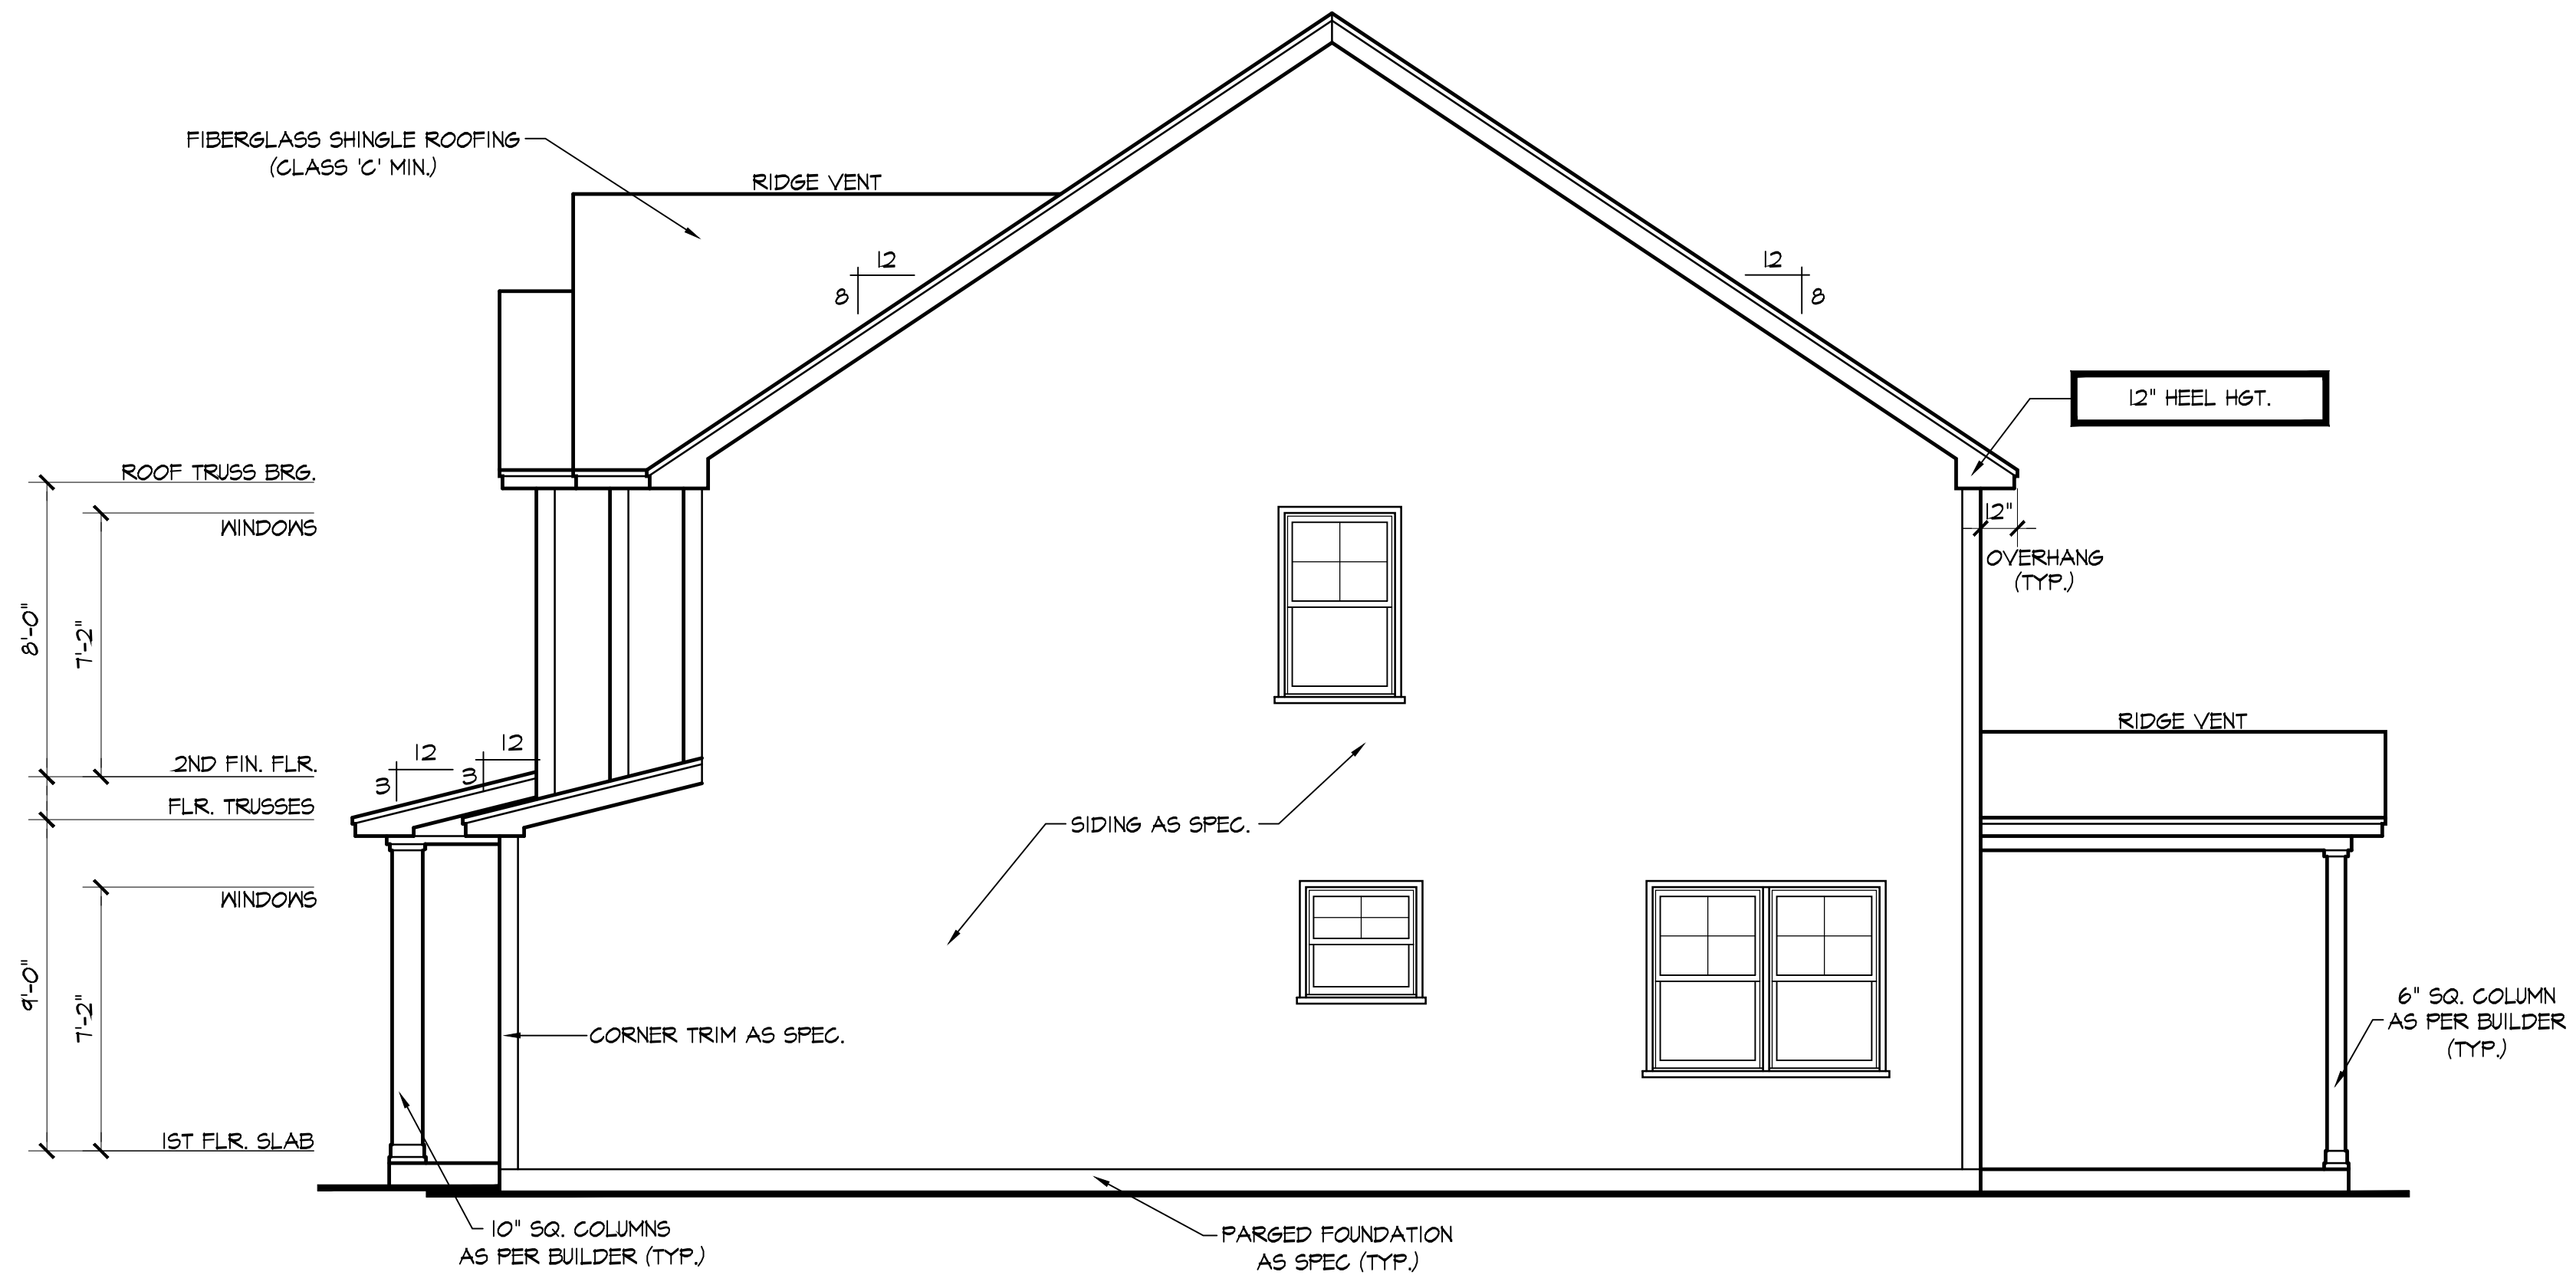 FIBERGLASS SHINGLE ROOFING
(CLASS 'C' MIN.)
RIDGE VENT
12
8
12
8
12" HEEL HGT.
ROOF TRUSS BRG.
WINDOWS
12"
OVERHANG
(TYP.)
8'-0"
7'-2"
RIDGE VENT
2ND FIN. FLR.
12
3
12
3
FLR. TRUSSES
SIDING AS SPEC.
WINDOWS
9'-0"
7'-2"
6" SQ. COLUMN
AS PER BUILDER
(TYP.)
CORNER TRIM AS SPEC.
1ST FLR. SLAB
10" SQ. COLUMNS
AS PER BUILDER (TYP.)
PARGED FOUNDATION
AS SPEC (TYP.)